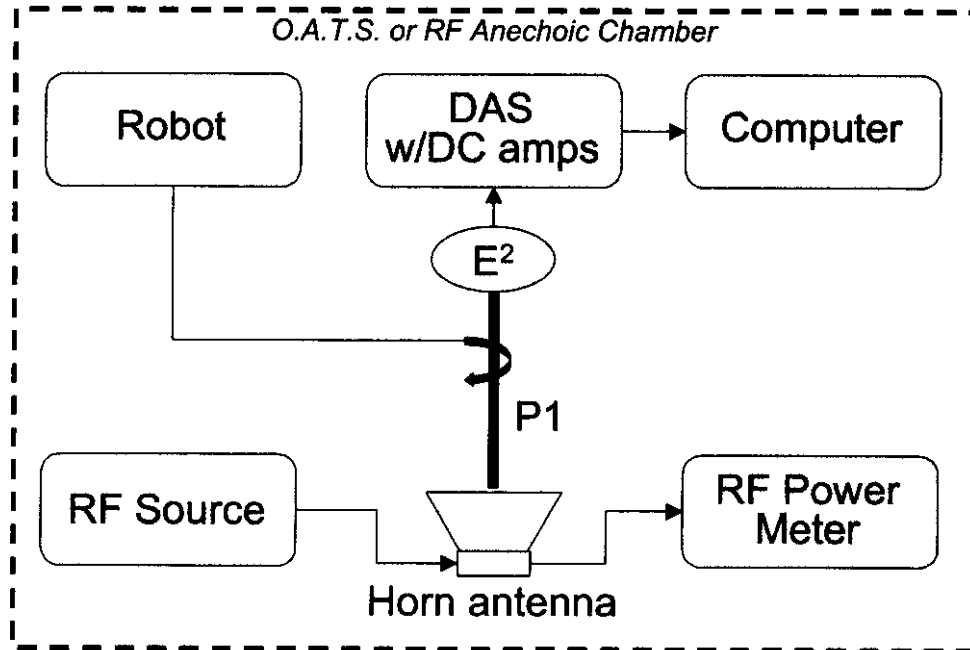 O.A.T.S. or RF Anechoic Chamber
Robot
DAS
w/DC amps
Computer
E²
P1
RF Source
RF Power
Meter
Horn antenna